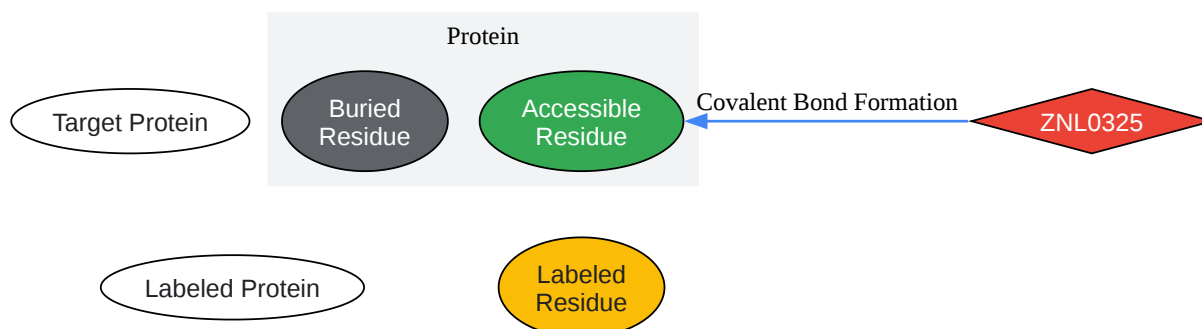 Protein
Target Protein
Buried
Residue
Accessible
Residue
Covalent Bond Formation
ZNL0325
Labeled Protein
Labeled
Residue